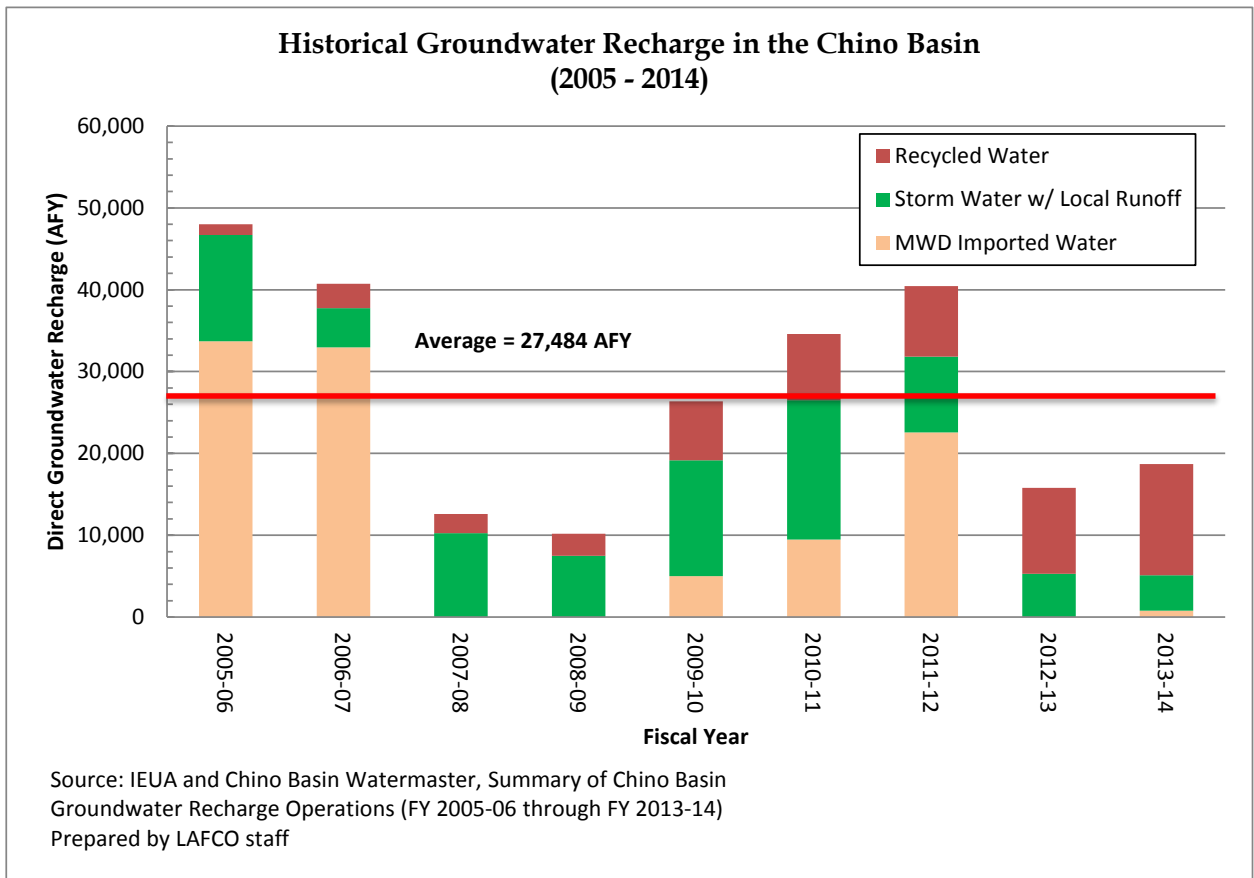 Historical Groundwater Recharge in the Chino Basin
(2005 - 2014)
60,000
50,000
40,000
30,000
20,000
10,000
0
Direct Groundwater Recharge (AFY)
Recycled Water
Storm Water w/ Local Runoff
MWD Imported Water
Average = 27,484 AFY
2005-06
2006-07
2007-08
2008-09
2009-10
2010-11
2011-12
2012-13
2013-14
Fiscal Year
Source: IEUA and Chino Basin Watermaster, Summary of Chino Basin
Groundwater Recharge Operations (FY 2005-06 through FY 2013-14)
Prepared by LAFCO staff